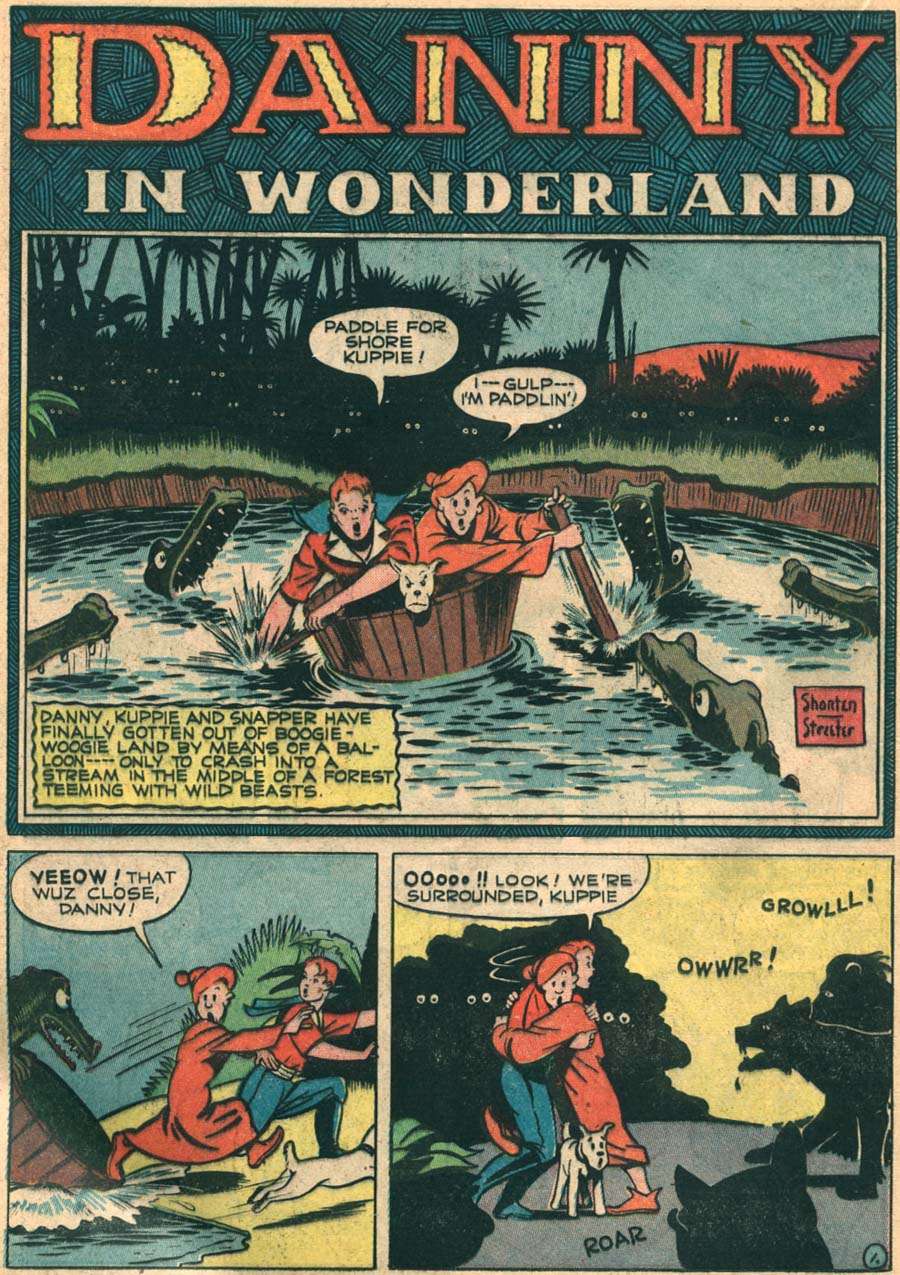 DANNY
IN WONDERLAND
PADDLE FOR
SHORE
KUPPIE!
I--GULP---
I'M PADDLIN'!
DANNY, KUPPIE AND SNAPPER HAVE
FINALLY GOTTEN OUT OF BOOGIE-
WOOGIE LAND BY MEANS OF A BAL-
LOON---- ONLY TO CRASH INTO A
STREAM IN THE MIDDLE OF A FOREST
TEEMING WITH WILD BEASTS.
Shorten
Streeter
YEEOW! THAT
WUZ CLOSE,
DANNY!
OOooo!! LOOK! WE'RE
SURROUNDED, KUPPIE
GROWLLL!
OWWRR!
ROAR
1.